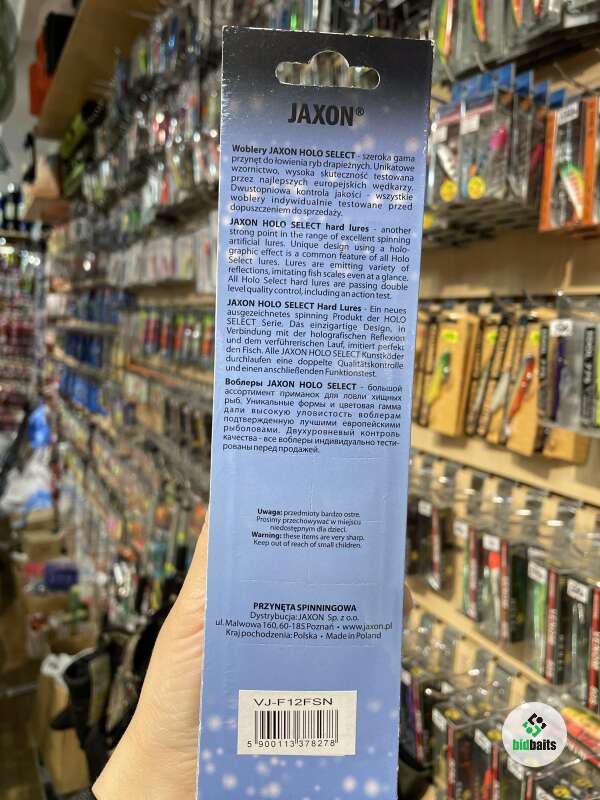 JAXON®
Woblery JAXON HOLO SELECT - szeroka gama
przynęt do łowienia ryb drapieżnych. Unikatowe
wzornictwo, wysoka skuteczność testowana
przez najlepszych europejskich wędkarzy.
Dwustopniowa kontrola jakości - wszystkie
woblery indywidualnie testowane przed
dopuszczeniem do sprzedaży.
JAXON HOLO SELECT hard lures - another
strong point in the range of excellent spinning
artificial lures. Unique design using a holo-
graphic effect is a common feature of all Holo
Select lures. Lures are emitting variety of
reflections, imitating fish scales even at a glance.
All Holo Select hard lures are passing double
level quality control, including an action test.
JAXON HOLO SELECT Hard Lures - Ein neues
ausgezeichnetes spinning Produkt der HOLO
SELECT Serie. Das einzigartige Design, in
Verbindung mit der holografischen Reflexion
und dem verführerischen Lauf, imitiert perfekt
den Fisch. Alle JAXON HOLO SELECT Kunstköder
durchlaufen eine doppelte Qualitätskontrolle
und einen anschließenden Funktionstest.
Воблеры JAXON HOLO SELECT - большой
ассортимент приманок для ловли хищных
рыб. Уникальные формы и цветовая гамма
дали высокую уловистость воблерам
подтвержденную лучшими европейскими
рыболовами. Двухуровневый контроль
качества - все воблеры индивидуально тести-
рованы перед продажей.
Uwaga: przedmioty bardzo ostre.
Prosimy przechowywać w miejscu
niedostępnym dla dzieci.
Warning: these items are very sharp.
Keep out of reach of small children.
PRZYNĘTA SPINNINGOWA
Dystrybucja: JAXON Sp. z o.o.
ul. Malwowa 160, 60-185 Poznań • www.jaxon.pl
Kraj pochodzenia: Polska • Made in Poland
VJ-F12FSN
5 900113 378278
bidbaits